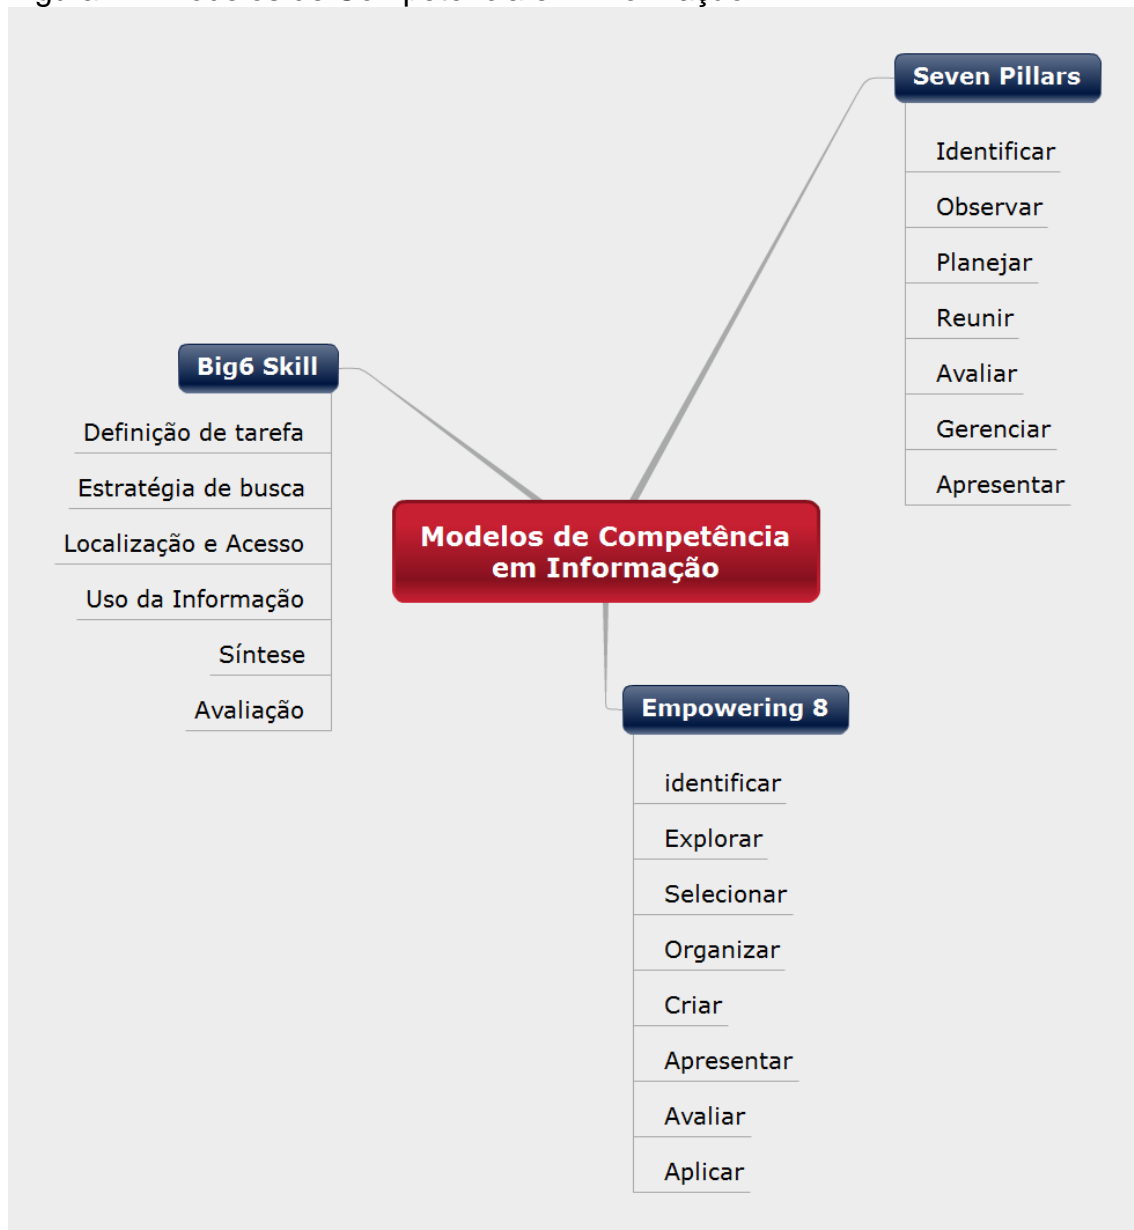 Seven Pillars
Identificar
Observar
Planejar
Reunir
Avaliar
Gerenciar
Apresentar
Big6 Skill
Definição de tarefa
Estratégia de busca
Localização e Acesso
Uso da Informação
Síntese
Avaliação
Modelos de Competência
em Informação
Empowering 8
identificar
Explorar
Selecionar
Organizar
Criar
Apresentar
Avaliar
Aplicar